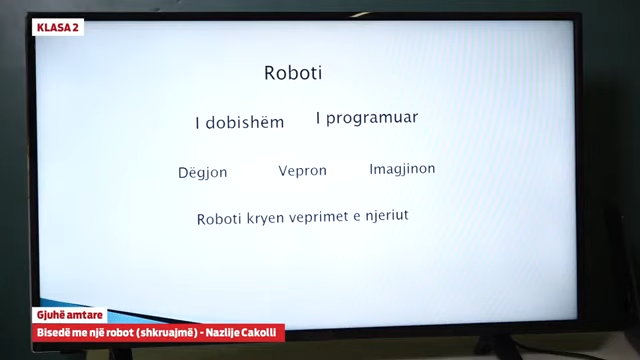 KLASA 2
Roboti
I dobishëm I programuar
Dëgjon Vepron Imagjinon
Roboti kryen veprimet e njeriut
Gjuhë amtare
Bisedë me një robot (shkruajmë) - Nazlije Cakolli